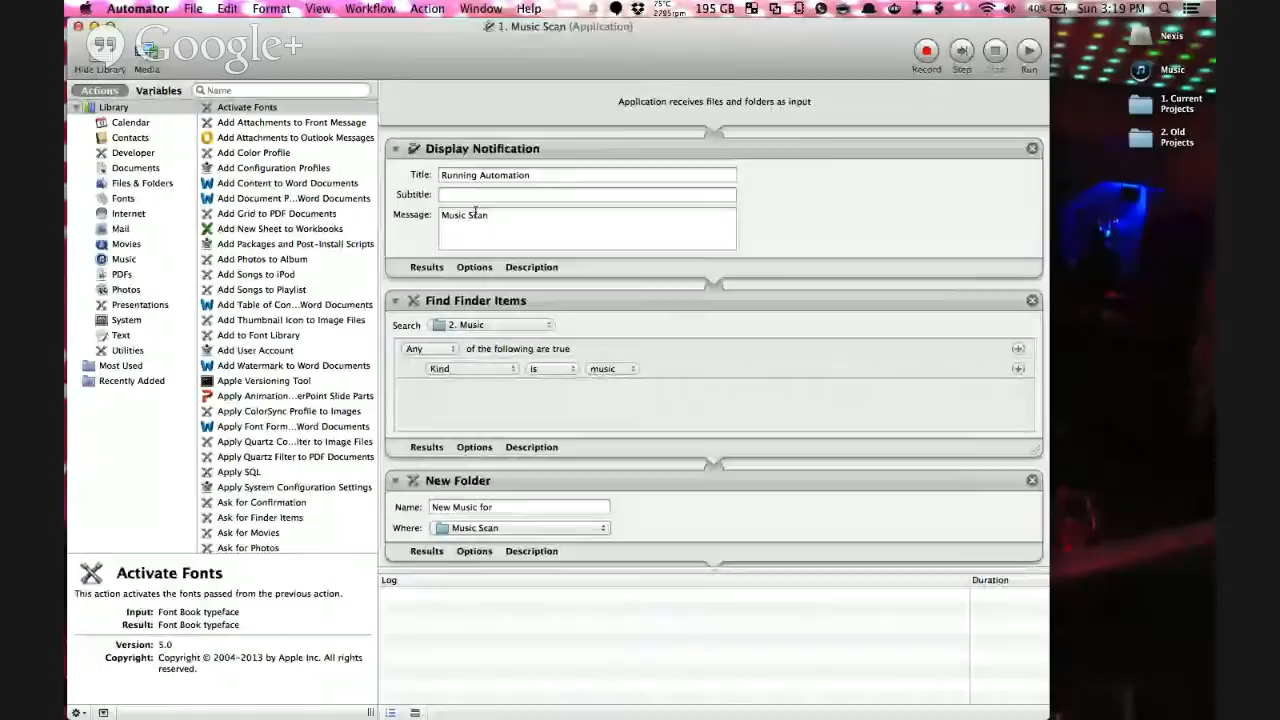 Automator File Edit Format View Workflow Action Window Help 75°C 2795rpm 195 GB 40% Sun 3:19 PM
Google+
1. Music Scan (Application)
Hide Library Media Record Step Run
Actions Variables Name
Library
Calendar
Contacts
Developer
Documents
Files & Folders
Fonts
Internet
Mail
Movies
Music
PDFs
Photos
Presentations
System
Text
Utilities
Most Used
Recently Added
Activate Fonts
Add Attachments to Front Message
Add Attachments to Outlook Messages
Add Color Profile
Add Configuration Profiles
Add Content to Word Documents
Add Document P...Word Documents
Add Grid to PDF Documents
Add New Sheet to Workbooks
Add Packages and Post-Install Scripts
Add Photos to Album
Add Songs to iPod
Add Songs to Playlist
Add Table of Con...Word Documents
Add Thumbnail Icon to Image Files
Add to Font Library
Add User Account
Add Watermark to Word Documents
Apple Versioning Tool
Apply Animation...erPoint Slide Parts
Apply ColorSync Profile to Images
Apply Font Form...Word Documents
Apply Quartz Co...lter to Image Files
Apply Quartz Filter to PDF Documents
Apply SQL
Apply System Configuration Settings
Ask for Confirmation
Ask for Finder Items
Ask for Movies
Ask for Photos
Activate Fonts
This action activates the fonts passed from the previous action.
Input: Font Book typeface
Result: Font Book typeface
Version: 5.0
Copyright: Copyright © 2004-2013 by Apple Inc. All rights
reserved.
Application receives files and folders as input
Display Notification
Title: Running Automation
Subtitle:
Message: Music Scan
Results Options Description
Find Finder Items
Search 2. Music
Any of the following are true
Kind is music
Results Options Description
New Folder
Name: New Music for
Where: Music Scan
Results Options Description
Log Duration
Nexis
Music
1. Current
Projects
2. Old
Projects